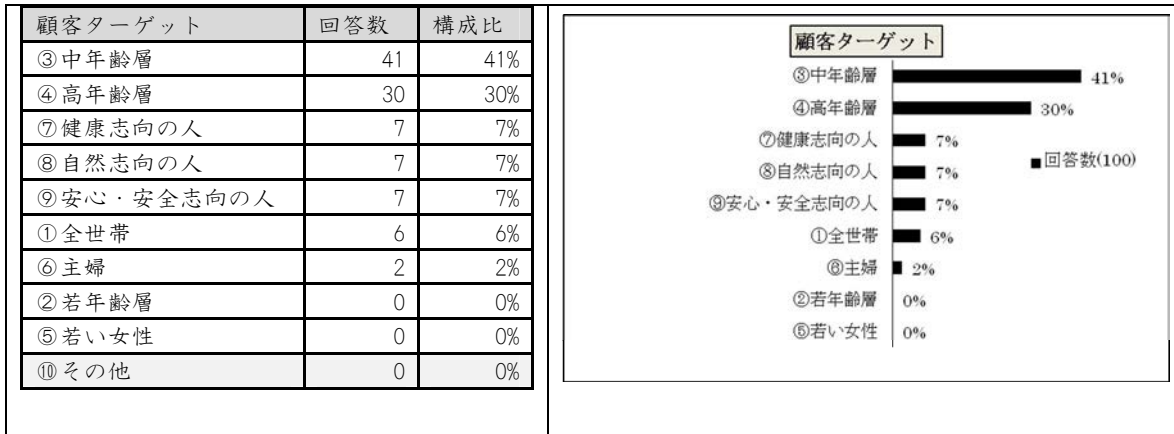 顧客ターゲット 回答数 構成比
③中年齢層 41 41%
④高年齢層 30 30%
⑦健康志向の人 7 7%
⑧自然志向の人 7 7%
⑨安心・安全志向の人 7 7%
①全世帯 6 6%
⑥主婦 2 2%
②若年齢層 0 0%
⑤若い女性 0 0%
⑩その他 0 0%
顧客ターゲット
③中年齢層 41%
④高年齢層 30%
⑦健康志向の人 7%
⑧自然志向の人 7%
■回答数(100)
⑨安心・安全志向の人 7%
①全世帯 6%
⑥主婦 2%
②若年齢層 0%
⑤若い女性 0%